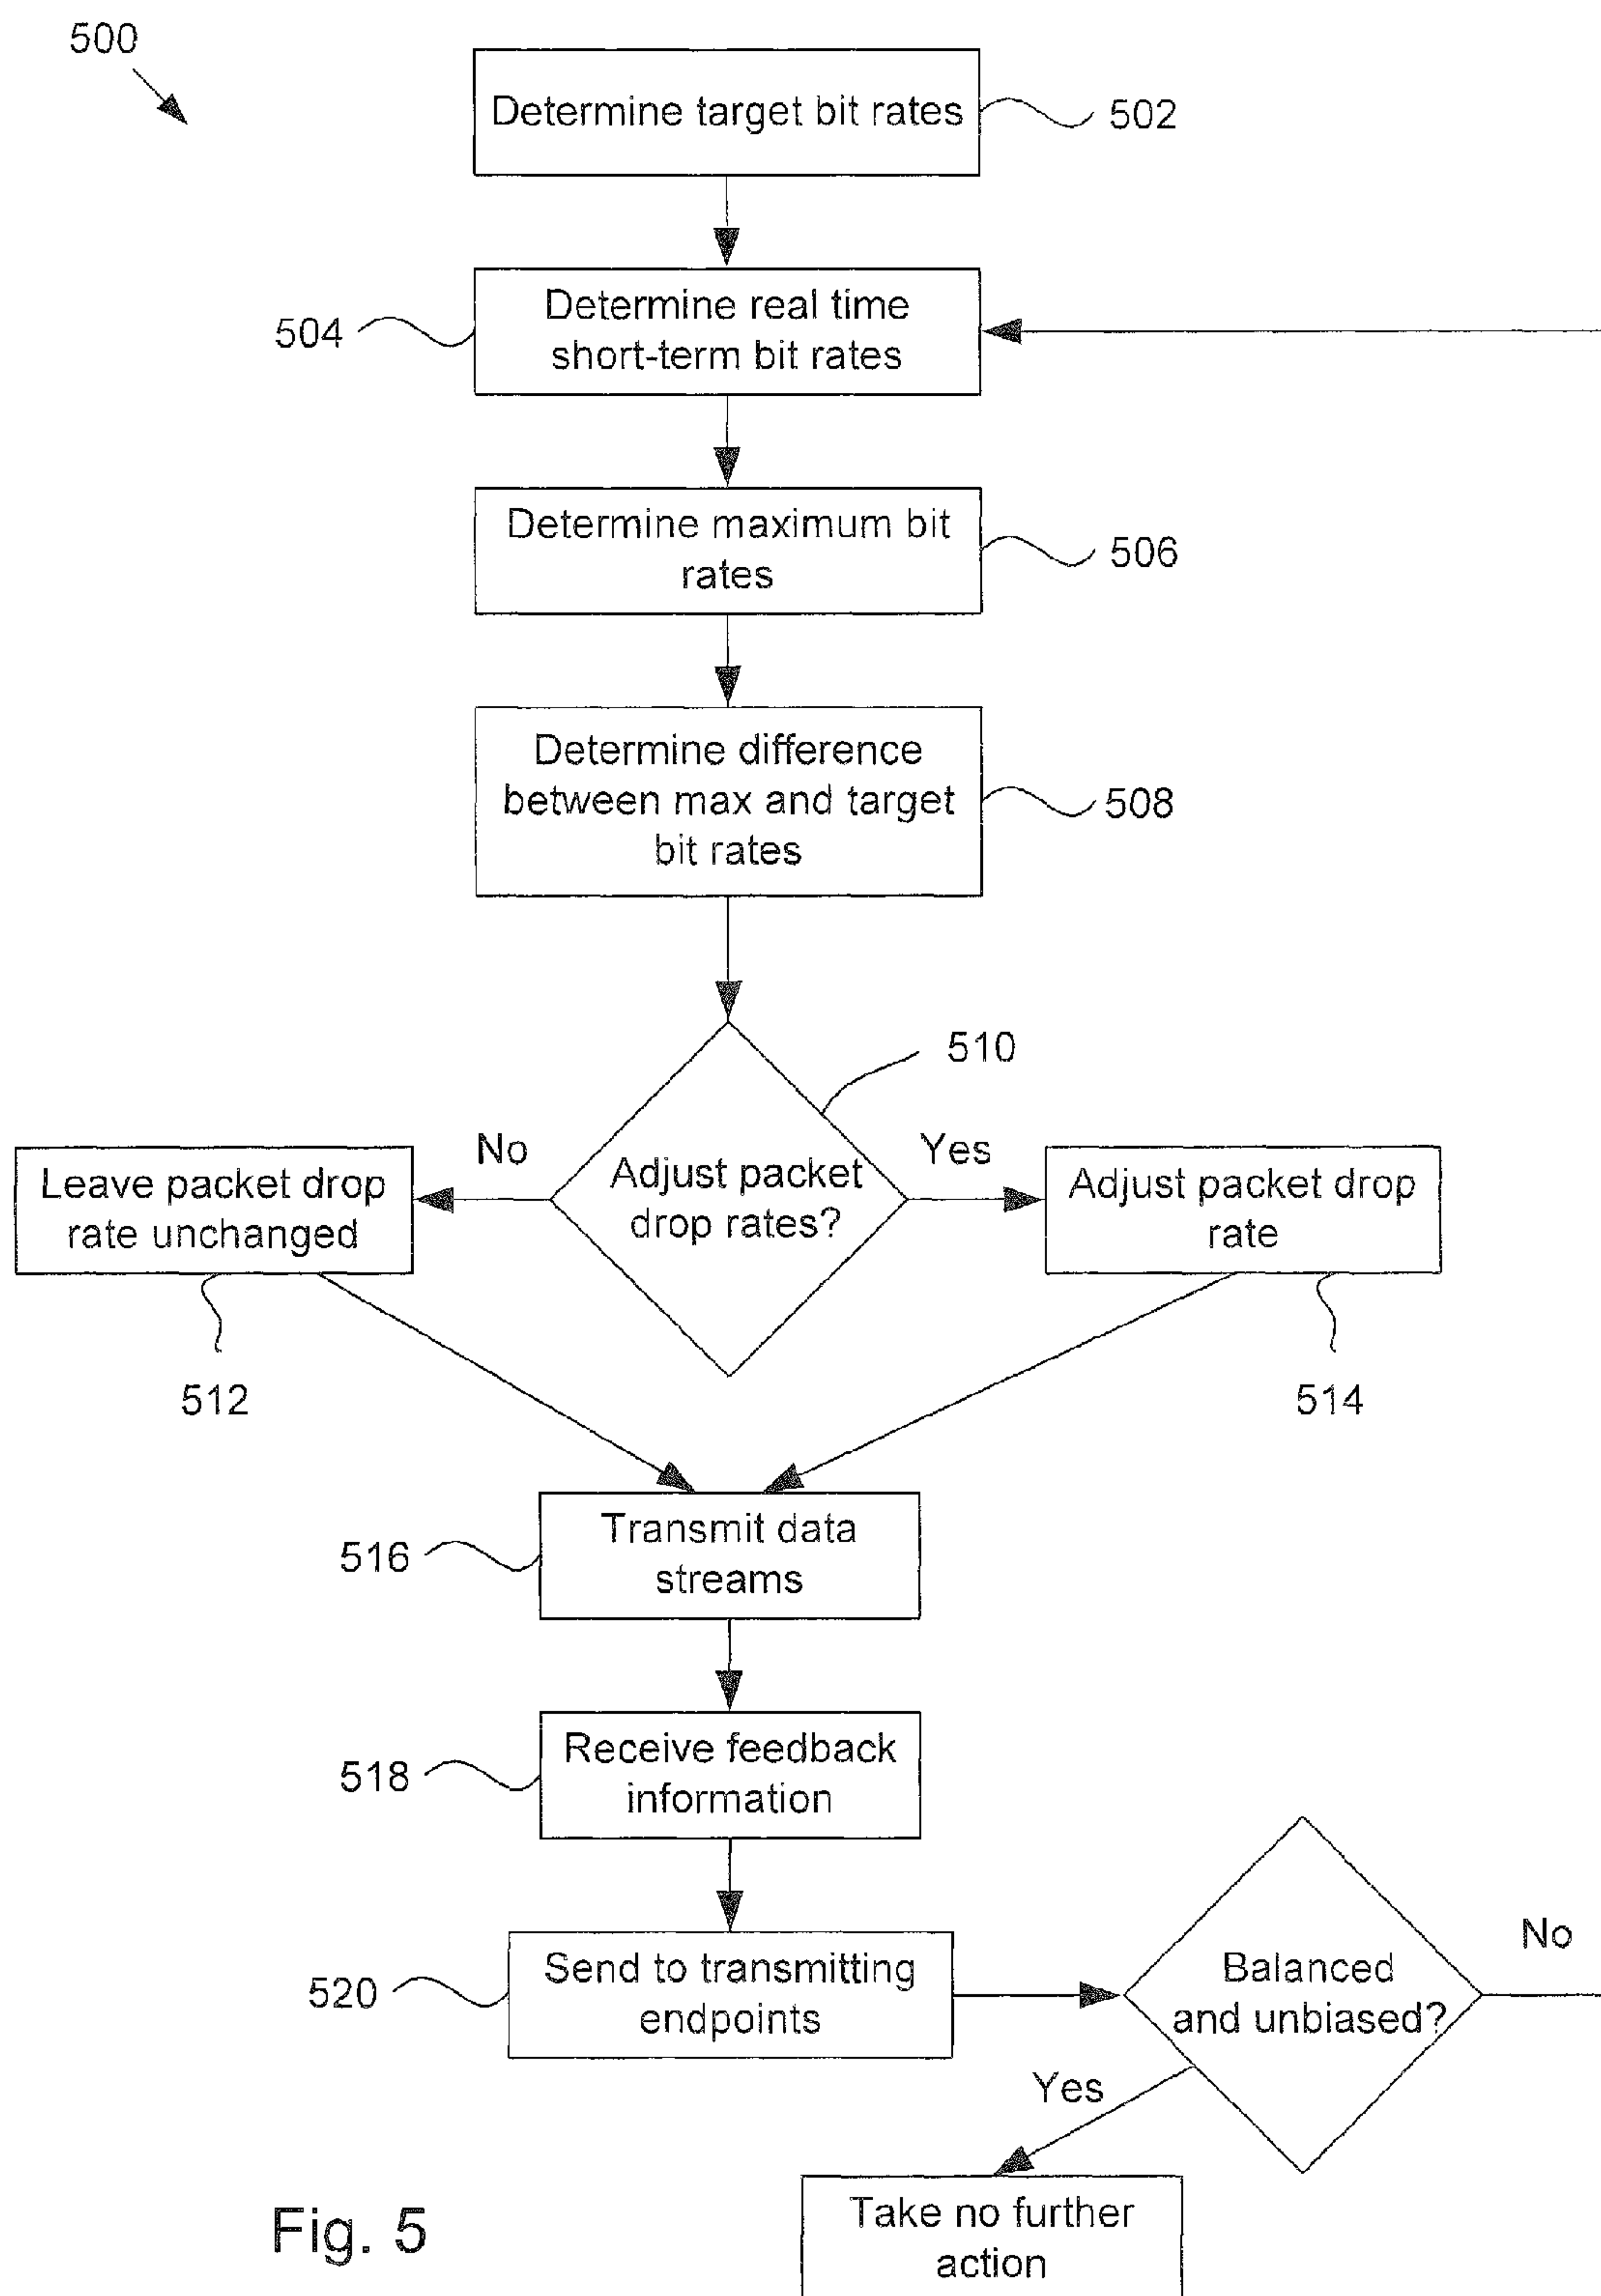 500
Determine target bit rates
502
Determine real time
short-term bit rates
504
Determine maximum bit
rates
506
Determine difference
between max and target
bit rates
508
510
No
Adjust packet
drop rates?
Yes
Leave packet drop
rate unchanged
Adjust packet drop
rate
512
514
Transmit data
streams
516
Receive feedback
information
518
Send to transmitting
endpoints
520
Balanced
and unbiased?
No
Yes
Take no further
action
Fig. 5